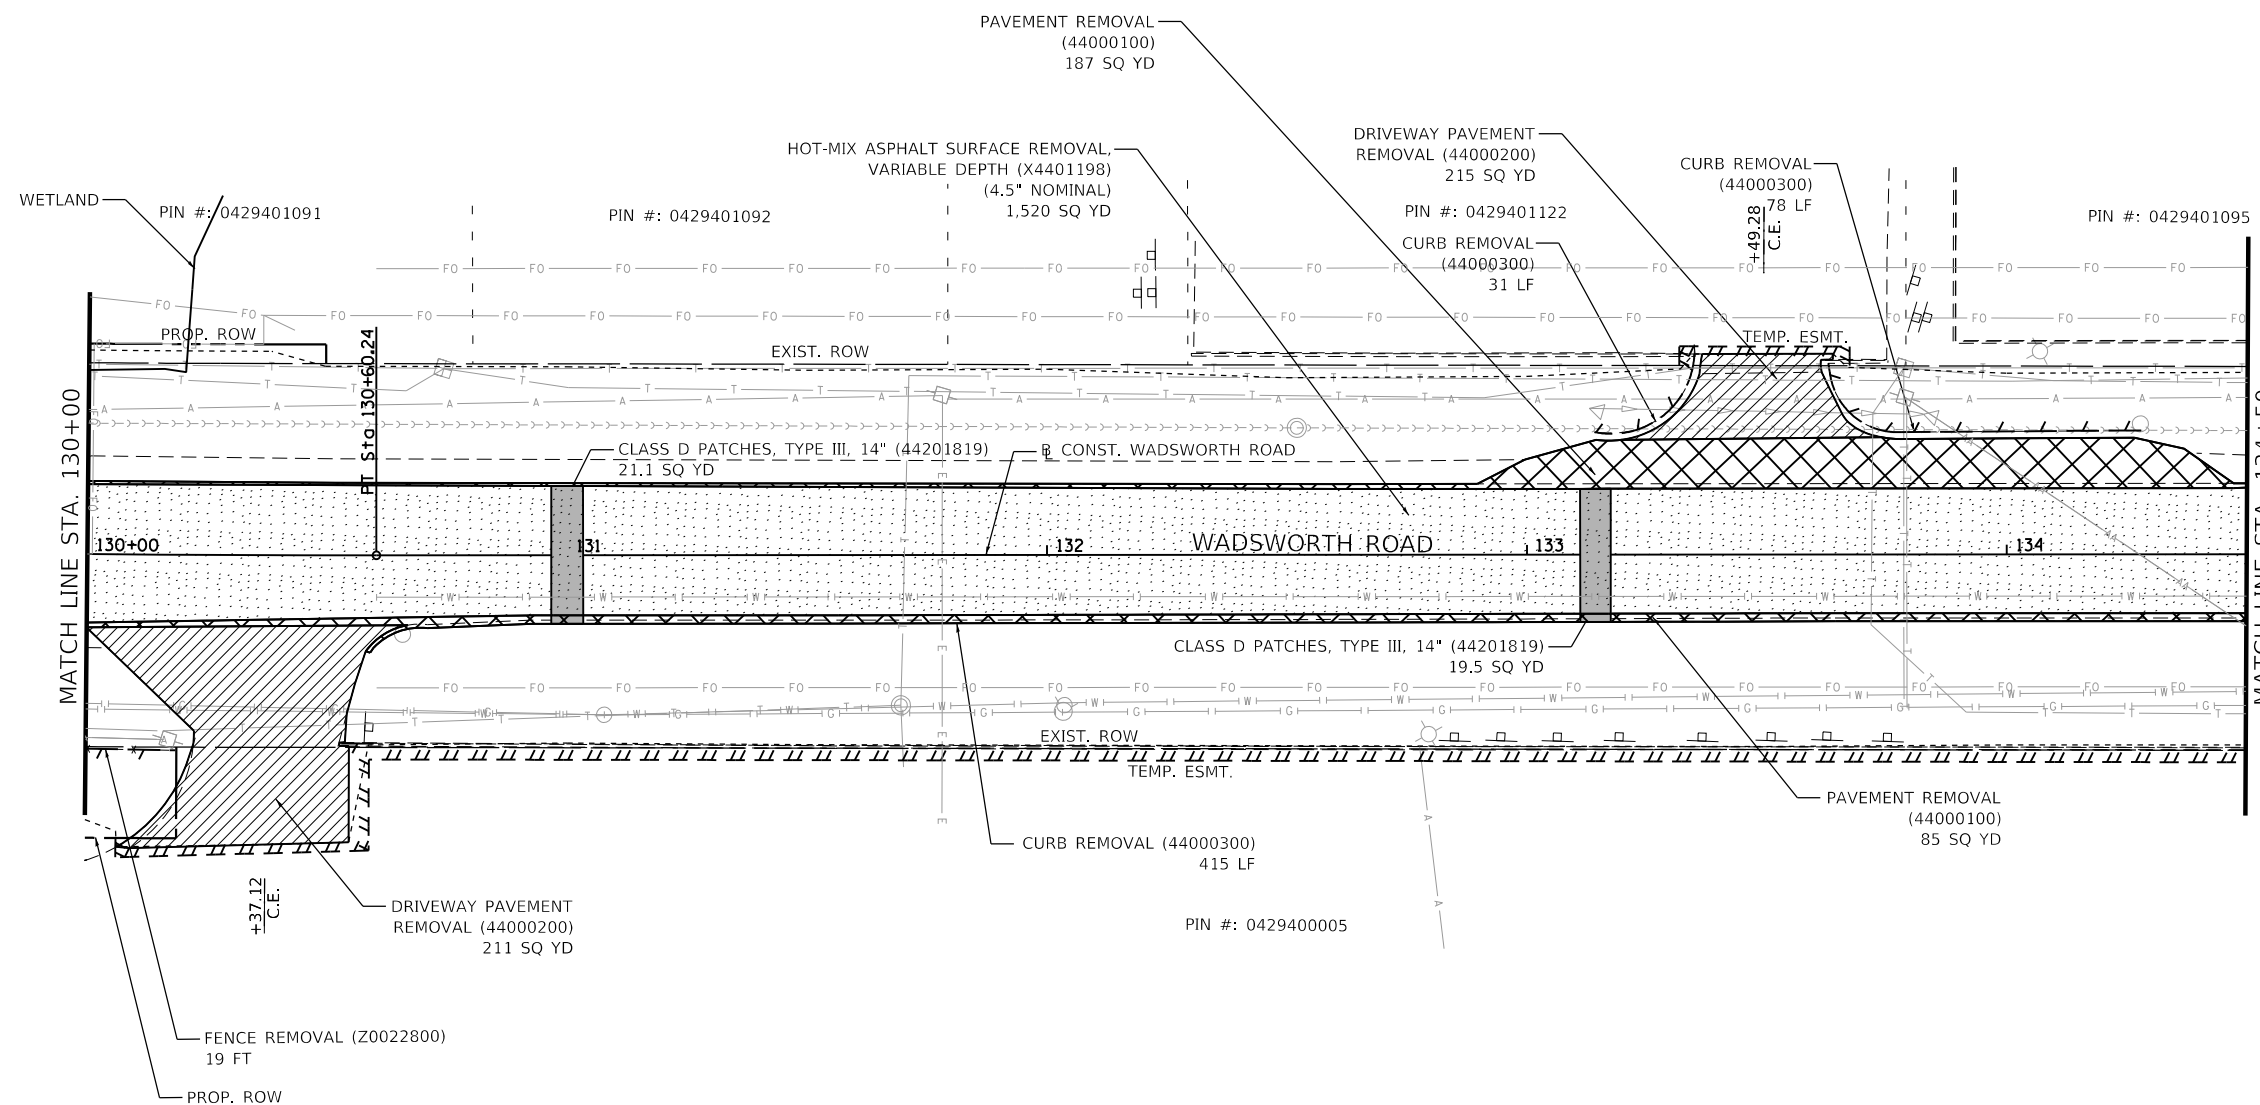 PAVEMENT REMOVAL
(44000100)
187 SQ YD
HOT-MIX ASPHALT SURFACE REMOVAL,
VARIABLE DEPTH (X4401198)
(4.5" NOMINAL)
1,520 SQ YD
DRIVEWAY PAVEMENT
REMOVAL (44000200)
215 SQ YD
CURB REMOVAL
(44000300)
78 LF
WETLAND
PIN #: 0429401091
PIN #: 0429401092
PIN #: 0429401122
PIN #: 0429401095
+49.28
C.E.
CURB REMOVAL
(44000300)
31 LF
PROP. ROW
EXIST. ROW
TEMP. ESMT.
PT Sta 130+60.24
MATCH LINE STA. 130+00
CLASS D PATCHES, TYPE III, 14" (44201819)
21.1 SQ YD
B CONST. WADSWORTH ROAD
130+00
131
132
WADSWORTH ROAD
133
134
CLASS D PATCHES, TYPE III, 14" (44201819)
19.5 SQ YD
EXIST. ROW
TEMP. ESMT.
PAVEMENT REMOVAL
(44000100)
85 SQ YD
CURB REMOVAL (44000300)
415 LF
+37.12
C.E.
DRIVEWAY PAVEMENT
REMOVAL (44000200)
211 SQ YD
PIN #: 0429400005
FENCE REMOVAL (Z0022800)
19 FT
PROP. ROW